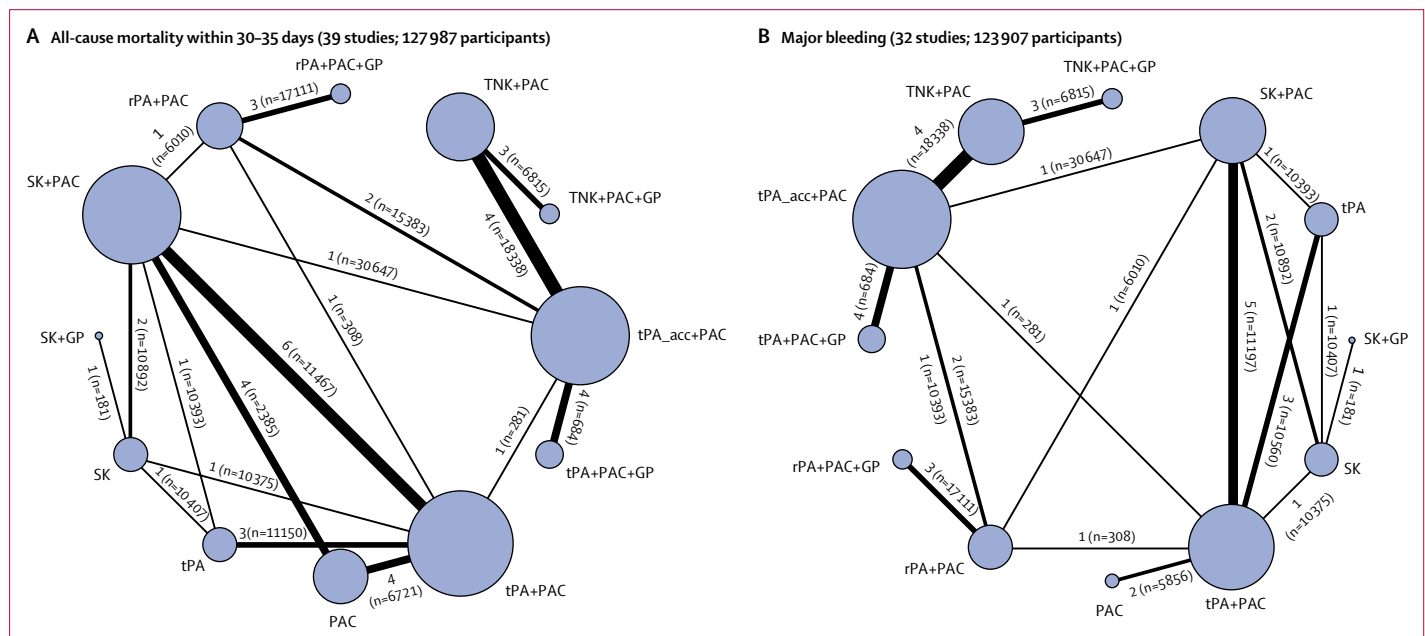 A All-cause mortality within 30–35 days (39 studies; 127 987 participants)
rPA+PAC+GP
rPA+PAC
3 (n=17111)
TNK+PAC
1
(n=6010)
3 (n=6815)
SK+PAC
TNK+PAC+GP
2 (n=15383)
4 (n=18338)
1 (n=30647)
tPA_acc+PAC
1 (n=308)
SK+GP
2 (n=10892)
6 (n=11467)
1 (n=181)
1 (n=10393)
4 (n=2385)
4 (n=684)
1 (n=281)
tPA+PAC+GP
SK
1 (n=10375)
1 (n=10407)
3(n=11150)
tPA
4
(n=6721)
tPA+PAC
PAC
B Major bleeding (32 studies; 123 907 participants)
TNK+PAC+GP
TNK+PAC
3 (n=6815)
SK+PAC
4
(n=18338)
1 (n=30647)
1 (n=10393)
tPA_acc+PAC
tPA
2 (n=10892)
1 (n=6010)
4 (n=684)
1 (n=281)
5 (n=11197)
1 (n=10407)
SK+GP
tPA+PAC+GP
1 (n=181)
1 (n=10393)
2 (n=15383)
3 (n=10560)
rPA+PAC+GP
3 (n=17111)
SK
1
(n=10375)
1 (n=308)
rPA+PAC
2 (n=5856)
PAC
tPA+PAC